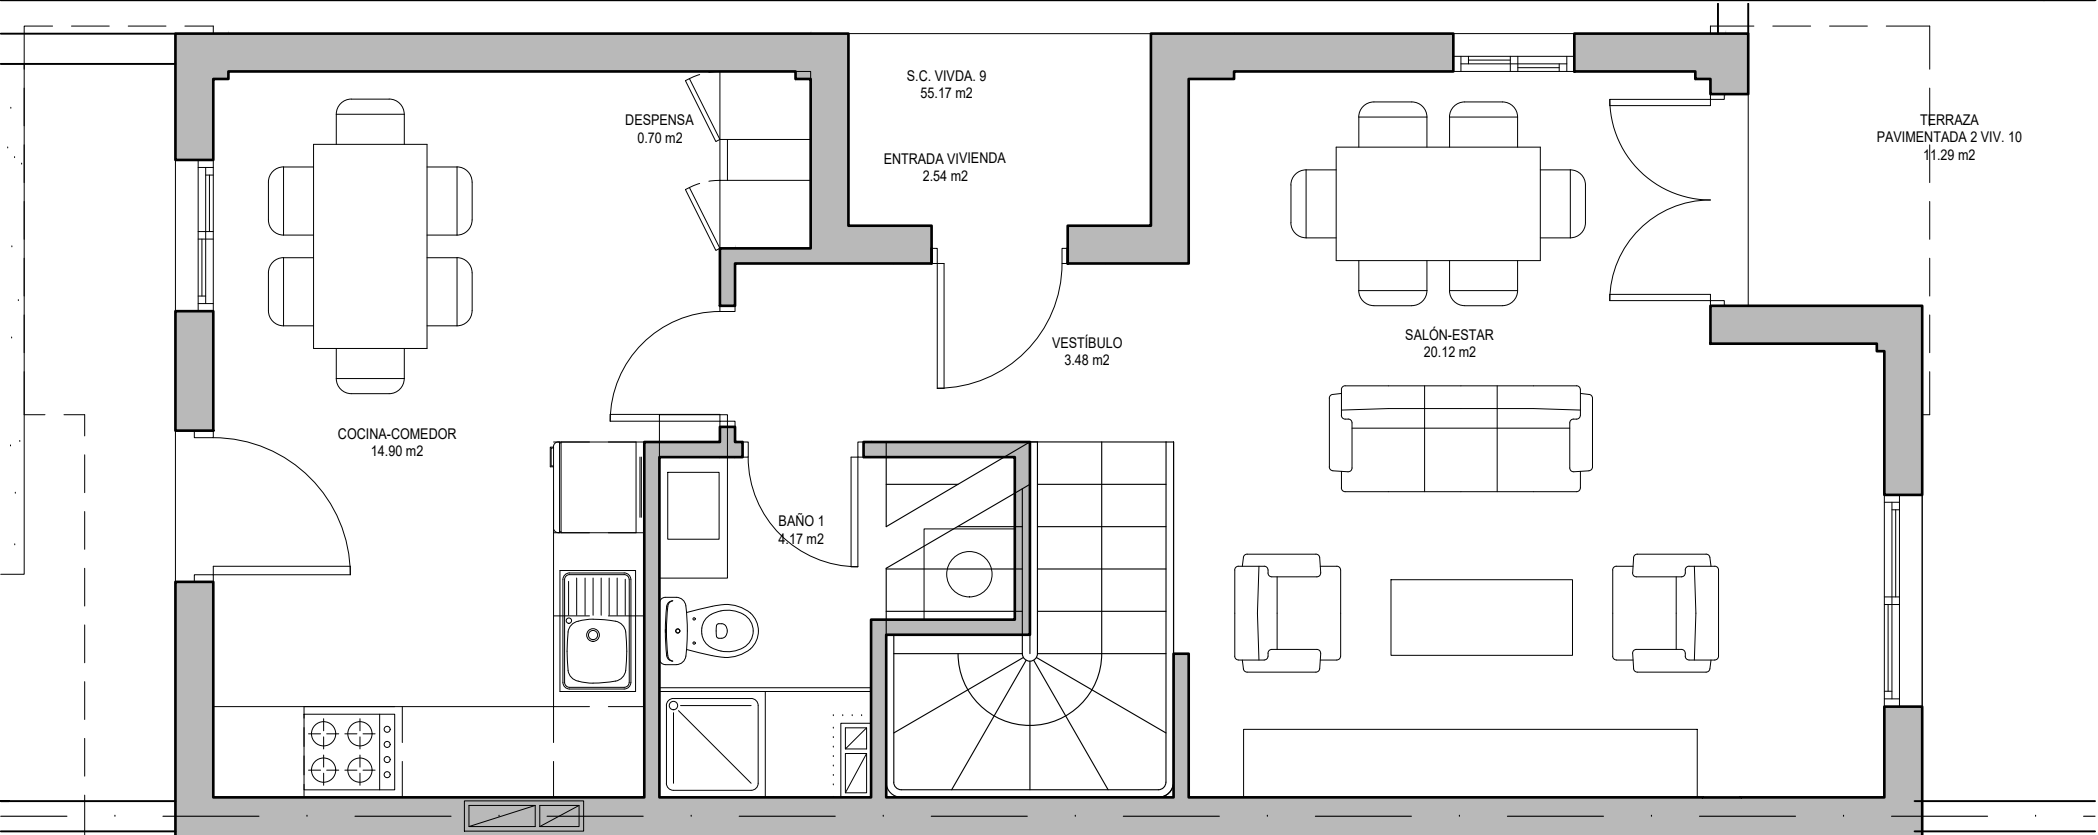 S.C. VIVDA. 9
55.17 m2
DESPENSA
0.70 m2
ENTRADA VIVIENDA
2.54 m2
TERRAZA
PAVIMENTADA 2 VIV. 10
11.29 m2
VESTÍBULO
3.48 m2
SALÓN-ESTAR
20.12 m2
COCINA-COMEDOR
14.90 m2
BAÑO 1
4.17 m2